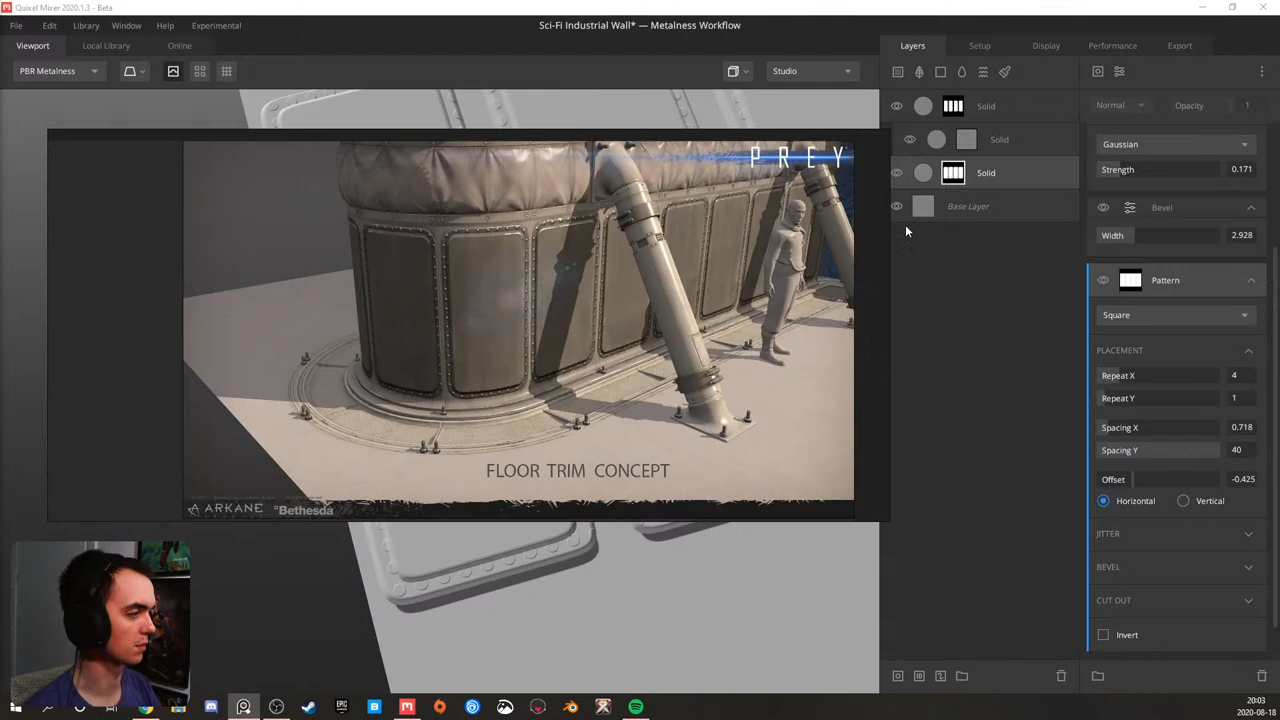 Quixel Mixer 2020.1.3 - Beta
File Edit Library Window Help Experimental
Sci-Fi Industrial Wall* — Metalness Workflow
Viewport Local Library Online
Layers Setup Display Performance Export
PBR Metalness
Studio
Solid
Normal Opacity 1
Solid
Gaussian
Strength 0.171
Solid
Base Layer
Bevel
Width 2.928
Pattern
Square
PLACEMENT
Repeat X 4
Repeat Y 1
Spacing X 0.718
Spacing Y 40
Offset -0.425
Horizontal Vertical
JITTER
BEVEL
CUT OUT
Invert
PREY
FLOOR TRIM CONCEPT
ARKANE
Bethesda
EPIC
20:03
2020-08-18